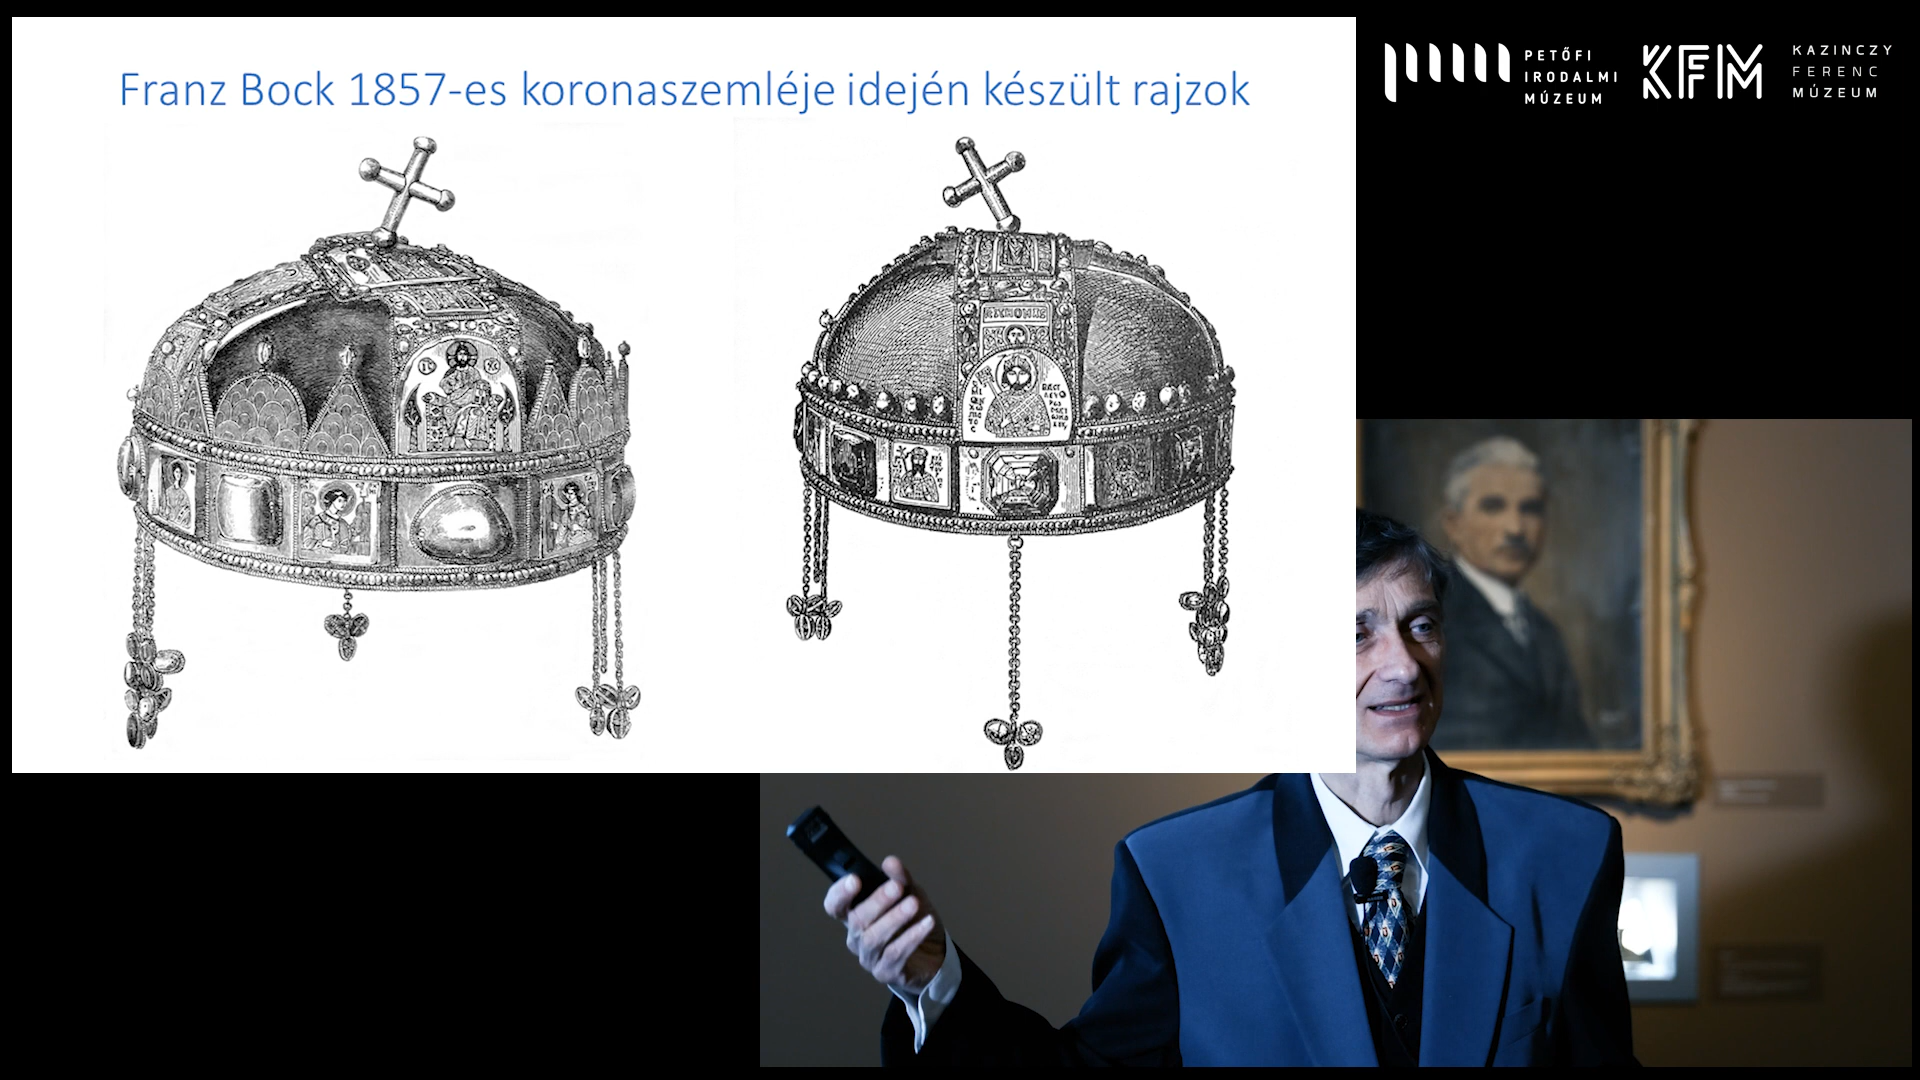 Franz Bock 1857-es koronaszemléje idején készült rajzok
PETŐFI
IRODALMI
MÚZEUM
KFM
KAZINCZY
FERENC
MÚZEUM